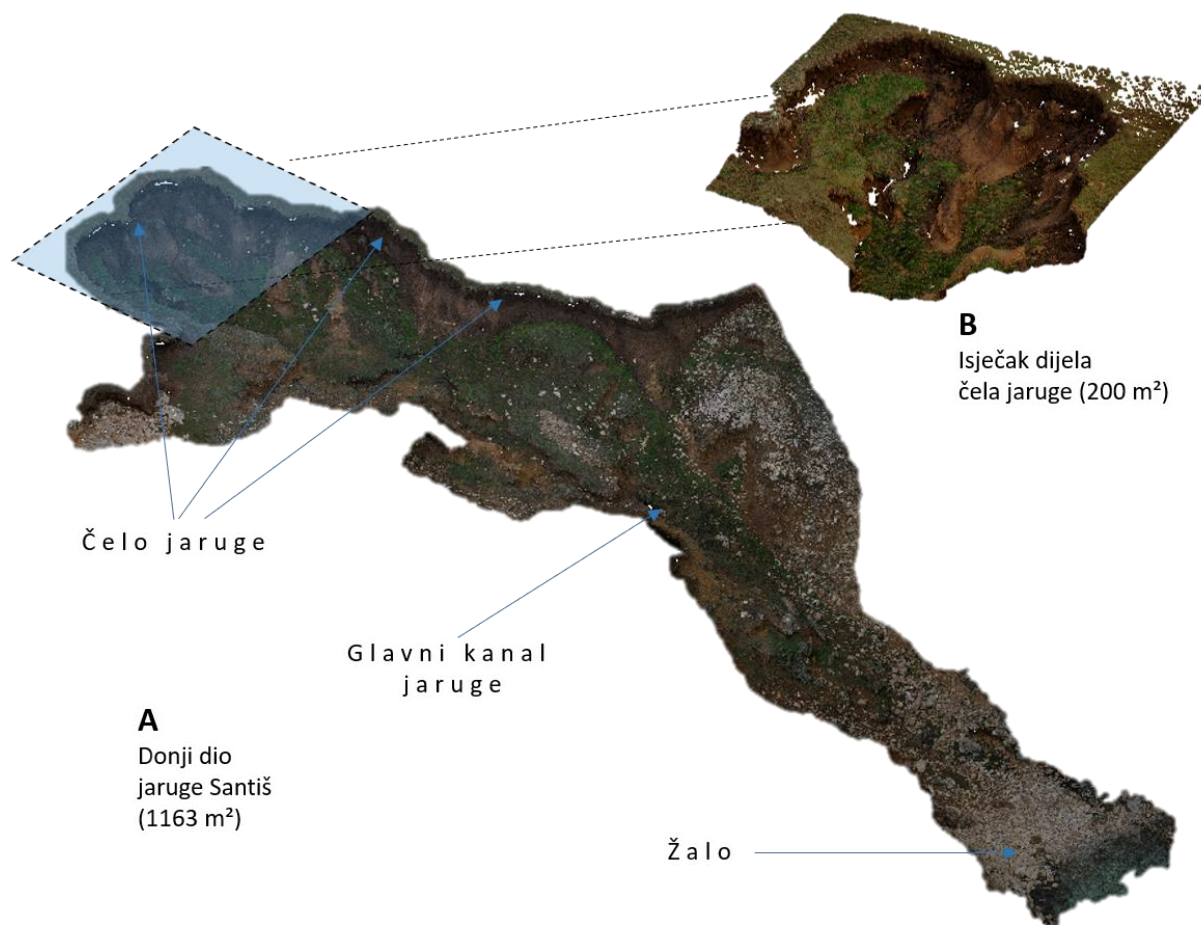 B
Isječak dijela
čela jaruge (200 m²)
Čelo jaruge
Glavni kanal
jaruge
A
Donji dio
jaruge Santiš
(1163 m²)
Žalo